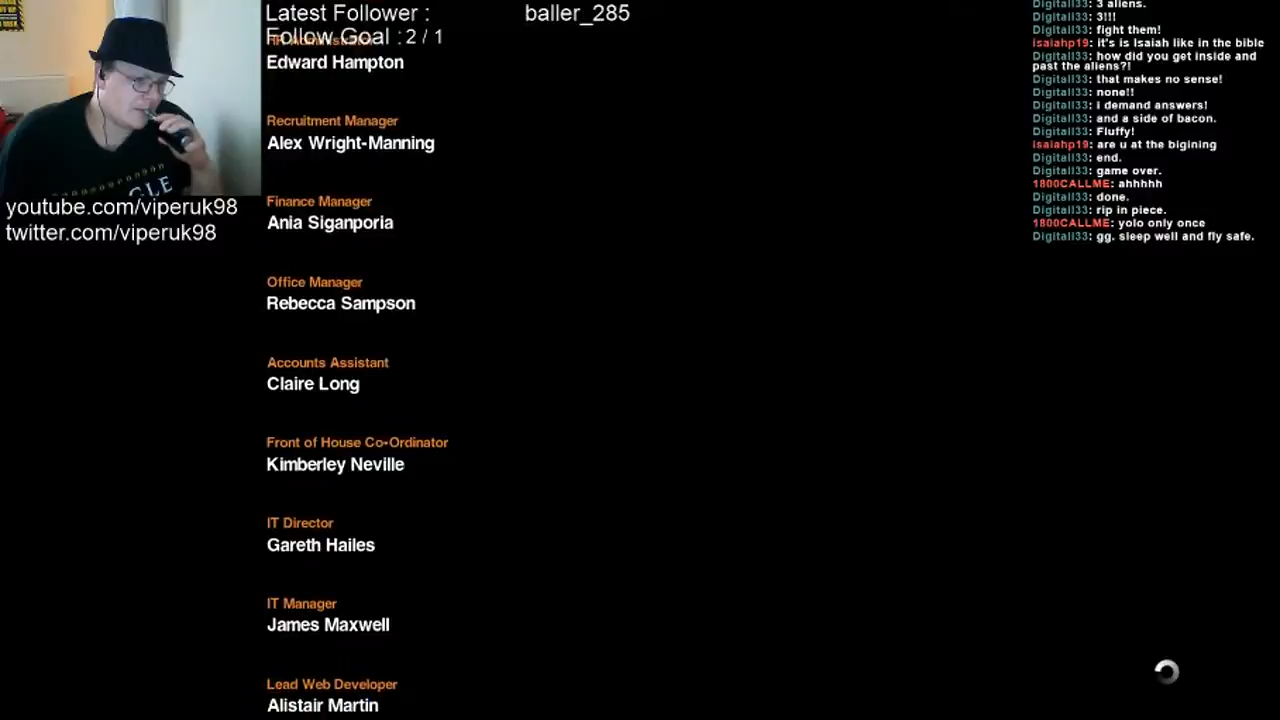 Latest Follower : baller_285
Follow Goal : 2 / 1
Edward Hampton
Recruitment Manager
Alex Wright-Manning
Finance Manager
Ania Siganporia
Office Manager
Rebecca Sampson
Accounts Assistant
Claire Long
Front of House Co-Ordinator
Kimberley Neville
IT Director
Gareth Hailes
IT Manager
James Maxwell
Lead Web Developer
Alistair Martin
youtube.com/viperuk98
twitter.com/viperuk98
Digitall33: 3 aliens.
Digitall33: 3!!!
Digitall33: fight them!
isaiahp19: it's is Isaiah like in the bible
Digitall33: how did you get inside and
past the aliens?!
Digitall33: that makes no sense!
Digitall33: none!!
Digitall33: i demand answers!
Digitall33: and a side of bacon.
Digitall33: Fluffy!
isaiahp19: are u at the bigining
Digitall33: end.
Digitall33: game over.
1800CALLME: ahhhhh
Digitall33: done.
Digitall33: rip in piece.
1800CALLME: yolo only once
Digitall33: gg. sleep well and fly safe.